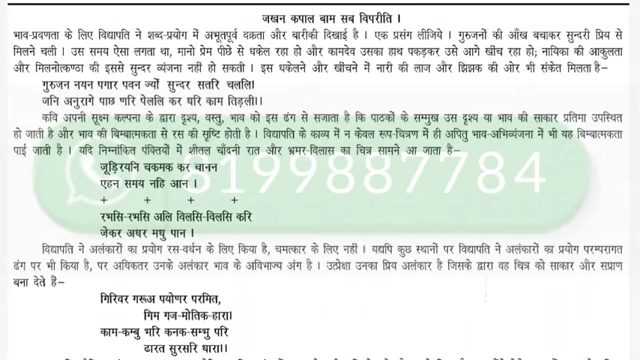 जखन कपाल बाम सब विपरीति ।
भाव-प्रवणता के लिए विद्यापति ने शब्द-प्रयोग में अभूतपूर्व वक्रता और बारीकी दिखाई है । एक प्रसंग लीजिये । गुरुजनों की आँख बचाकर सुन्दरी प्रिय से
मिलने चली । उस समय ऐसा लगता था, मानो प्रेम पीछे से धकेल रहा हो और कामदेव उसका हाथ पकड़कर उसे आगे खींच रहा हो; नायिका की आकुलता
और मिलनोत्कण्ठा की इससे सुन्दर व्यंजना नहीं हो सकती । इस धकेलने और खींचने में नारी की लाज और झिझक की ओर भी संकेत मिलता है–
गुरुजन नयन पगार पवन ज्यों सुन्दर सतरि चललि।
जनि अनुरागे पाछ णरि पेललि कर धरि काम तिड़ली।।
कवि अपनी सूक्ष्म कल्पना के द्वारा दृश्य, वस्तु, भाव को इस ढंग से सजाता है कि पाठकों के सम्मुख उस दृश्य या भाव की साकार प्रतिमा उपस्थित
हो जाती है और भाव की बिम्बात्मकता से रस की सृष्टि होती है । विद्यापति के काव्य में न केवल रूप-चित्रण में ही अपितु भाव-अभिव्यंजना में भी यह बिम्बात्मकता
पाई जाती है । यदि निम्नांकित पंक्तियों में शीतल चाँदनी रात और भ्रमर-विलास का चित्र सामने आ जाता है–
जूड़िरयनि चकमक कर चानन
एहन समय नहि आन ।
+ + + +
रभसि-रभसि अलि विलसि-विलसि करि
जेकर अधर मधु पान ।
8199887784
विद्यापति ने अलंकारों का प्रयोग रस-वर्धन के लिए किया है, चमत्कार के लिए नहीं । यद्यपि कुछ स्थानों पर विद्यापति ने अलंकारों का प्रयोग परम्परागत
ढंग पर भी किया है, पर अधिकतर उनके अलंकार भाव के अविभाज्य अंग है । उत्प्रेक्षा उनका प्रिय अलंकार है जिसके द्वारा वह चित्र को साकार और सप्राण
बना देते हैं–
गिरिवर गरूअ पयोणर परमित,
गिम गज-मोतिक-हारा।
काम-कम्बु भरि कनक-सम्भु परि
ढारत सुरसरि धारा।।